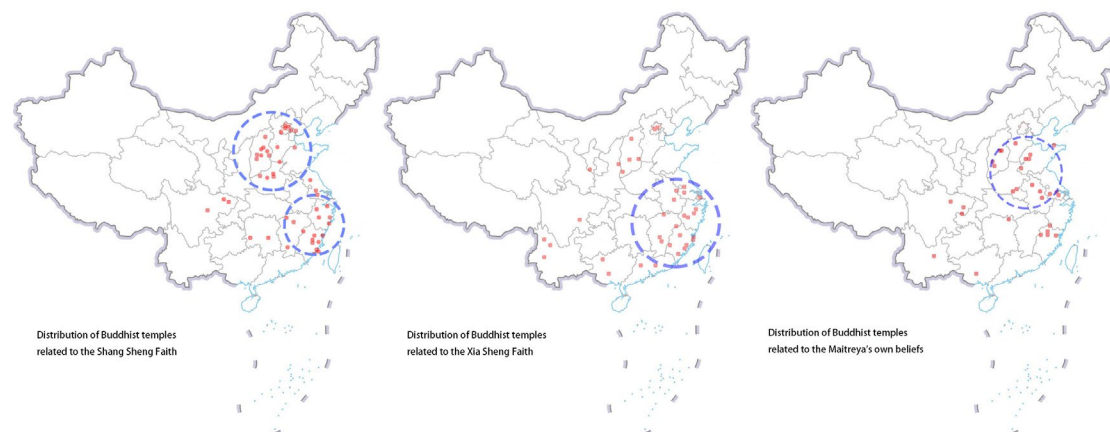 Distribution of Buddhist temples
related to the Shang Sheng Faith
Distribution of Buddhist temples
related to the Xia Sheng Faith
Distribution of Buddhist temples
related to the Maitreya's own beliefs